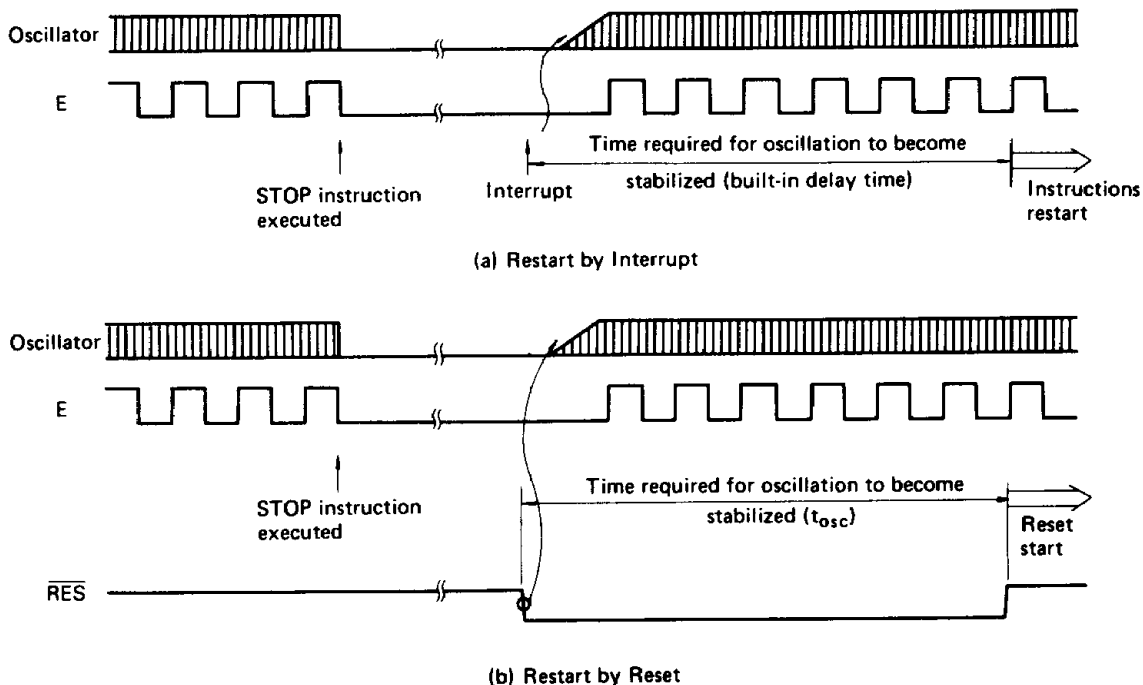 Oscillator
E
Time required for oscillation to become
stabilized (built-in delay time)
STOP instruction
executed
Interrupt
Instructions
restart
(a) Restart by Interrupt
Oscillator
E
STOP instruction
executed
Time required for oscillation to become
stabilized (tosc)
Reset
start
RES
(b) Restart by Reset